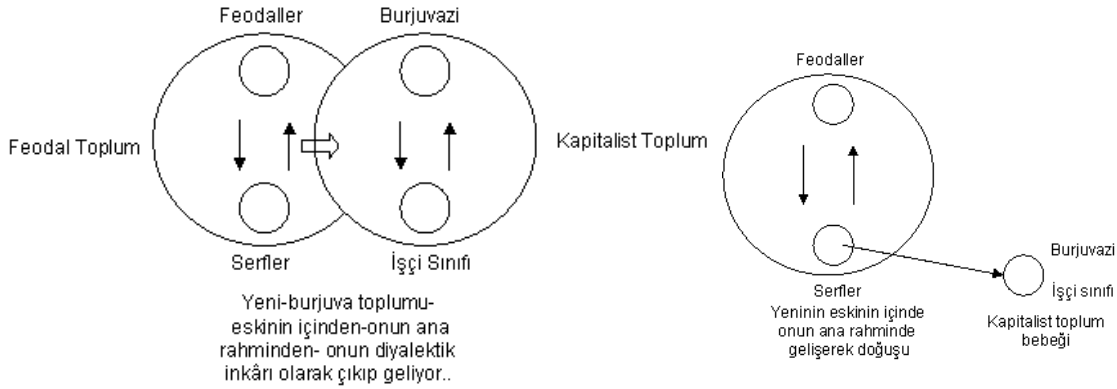 Feodaller
Burjuvazi
Feodal Toplum
Kapitalist Toplum
Serfler
İşçi Sınıfı
Yeni-burjuva toplumu-
eskinin içinden-onun ana
rahminden- onun diyalektik
inkârı olarak çıkıp geliyor..
Feodaller
Serfler
Yeninin eskinin içinde
onun ana rahminde
gelişerek doğuşu
Burjuvazi
İşçi sınıfı
Kapitalist toplum
bebeği